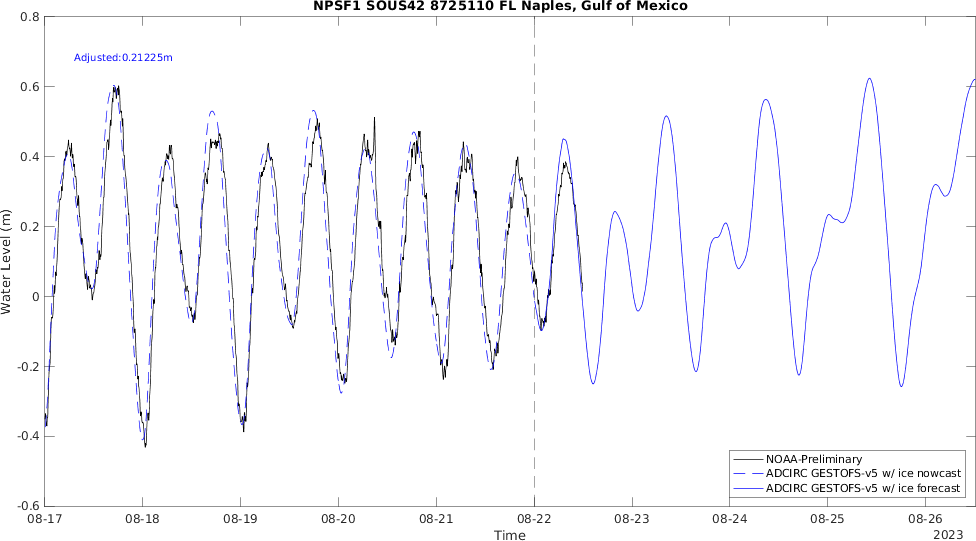 NPSF1 SOUS42 8725110 FL Naples, Gulf of Mexico
0.8
Adjusted:0.21225m
0.6
0.4
0.2
0
-0.2
-0.4
-0.6
Water Level (m)
NOAA-Preliminary
ADCIRC GESTOFS-v5 w/ ice nowcast
ADCIRC GESTOFS-v5 w/ ice forecast
08-17 08-18 08-19 08-20 08-21 08-22 08-23 08-24 08-25 08-26
Time
2023